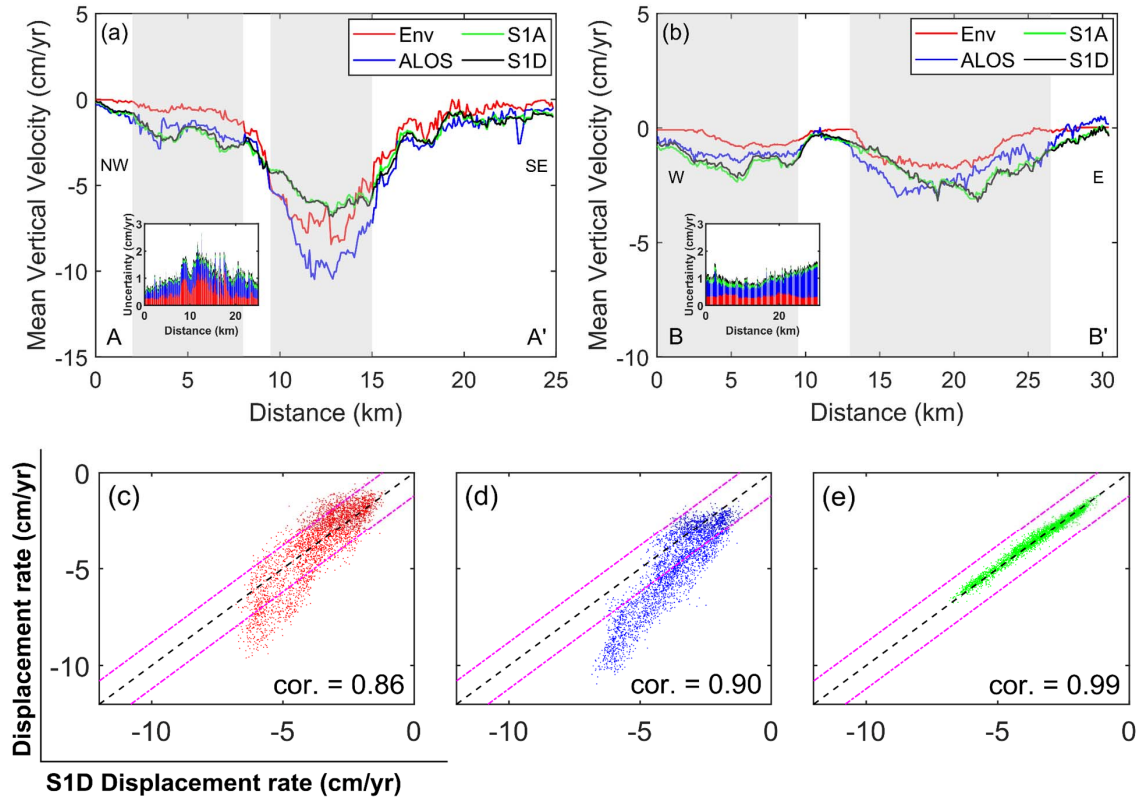 (a)
Env
S1A
ALOS
S1D
Mean Vertical Velocity (cm/yr)
0
-5
-10
-15
NW
SE
A
A'
0
5
10
15
20
25
Distance (km)
Uncertainty (cm/yr)
3
2
1
0
0
10
20
Distance (km)
(b)
Env
S1A
ALOS
S1D
Mean Vertical Velocity (cm/yr)
0
-5
-10
W
E
B
B'
0
5
10
15
20
25
30
Distance (km)
Uncertainty (cm/yr)
3
2
1
0
0
20
Distance (km)
Displacement rate (cm/yr)
0
-5
-10
(c)
cor. = 0.86
-10
-5
0
(d)
cor. = 0.90
-10
-5
0
(e)
cor. = 0.99
-10
-5
0
S1D Displacement rate (cm/yr)